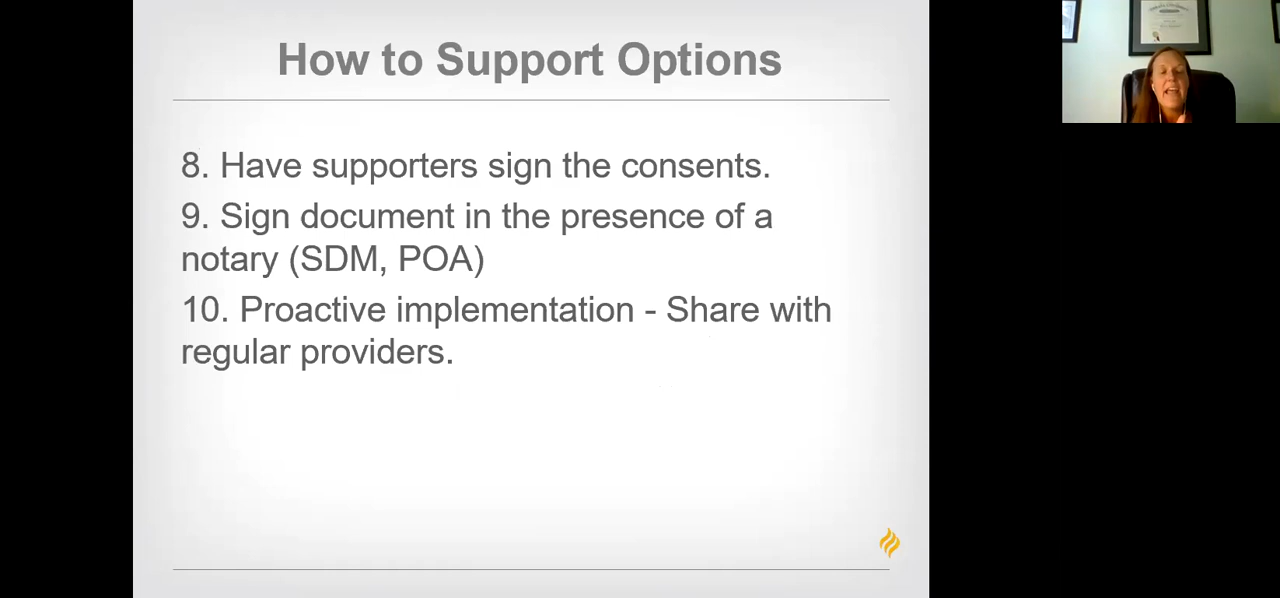 How to Support Options
8. Have supporters sign the consents.
9. Sign document in the presence of a
notary (SDM, POA)
10. Proactive implementation - Share with
regular providers.